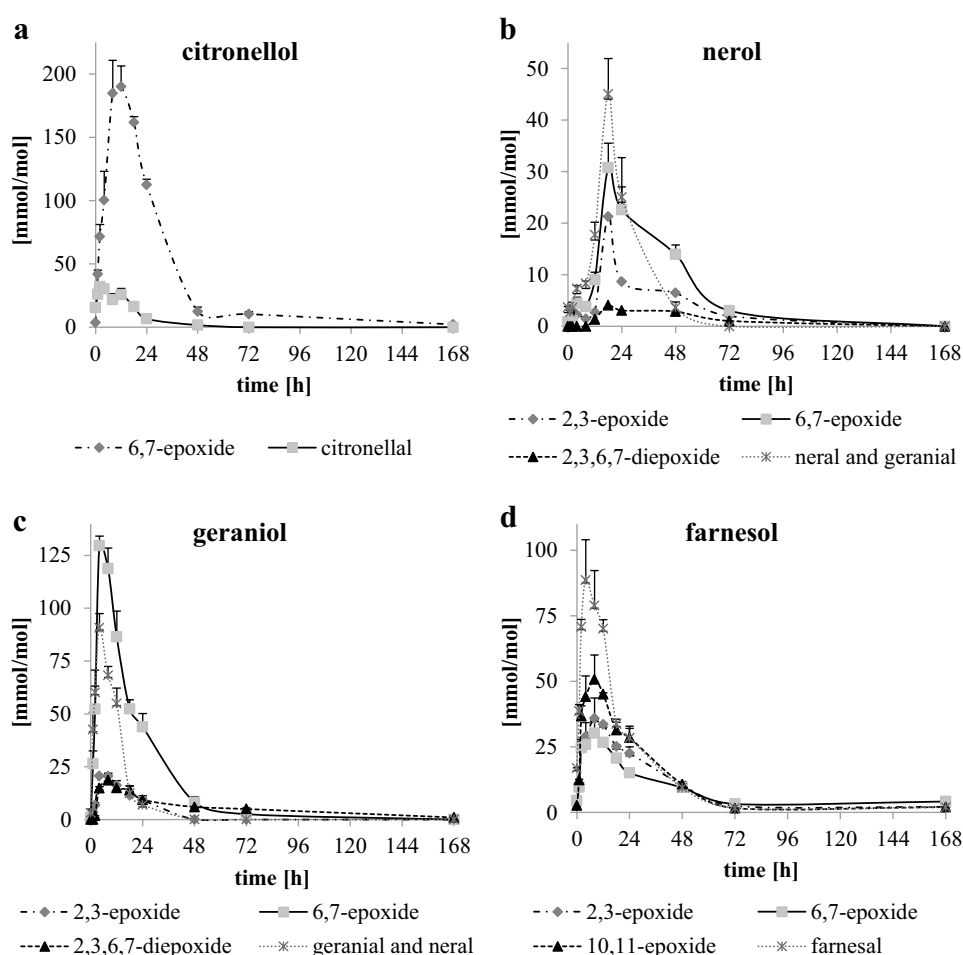 a
citronellol
200
150
100
50
0
[mmol/mol]
0 24 48 72 96 120 144 168
time [h]
6,7-epoxide citronellal
b
nerol
50
40
30
20
10
0
[mmol/mol]
0 24 48 72 96 120 144 168
time [h]
2,3-epoxide 6,7-epoxide
2,3,6,7-diepoxide neral and geranial
c
geraniol
125
100
75
50
25
0
[mmol/mol]
0 24 48 72 96 120 144 168
time [h]
2,3-epoxide 6,7-epoxide
2,3,6,7-diepoxide geranial and neral
d
farnesol
100
75
50
25
0
[mmol/mol]
0 24 48 72 96 120 144 168
time [h]
2,3-epoxide 6,7-epoxide
10,11-epoxide farnesal